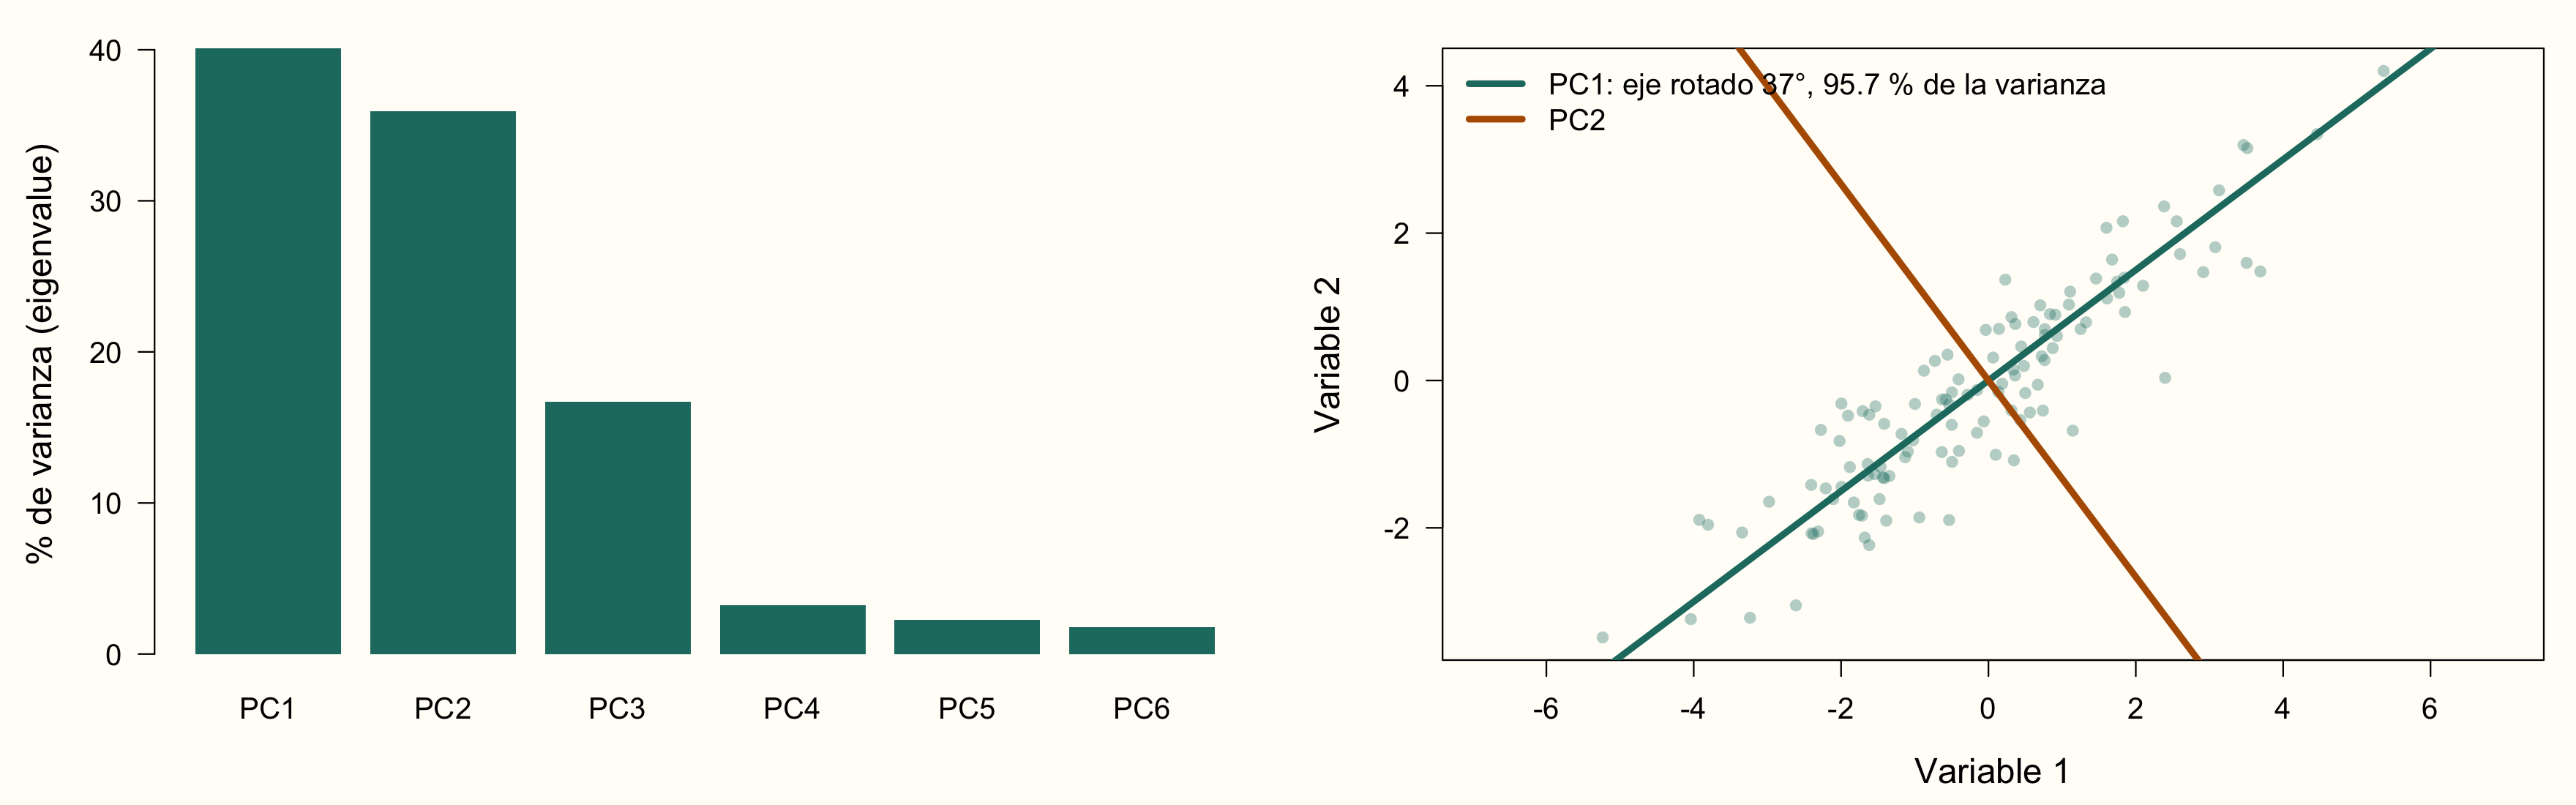 % de varianza (eigenvalue)
40
30
20
10
0
PC1 PC2 PC3 PC4 PC5 PC6
PC1: eje rotado 37°, 95.7 % de la varianza
PC2
Variable 2
4
2
0
-2
-6 -4 -2 0 2 4 6
Variable 1